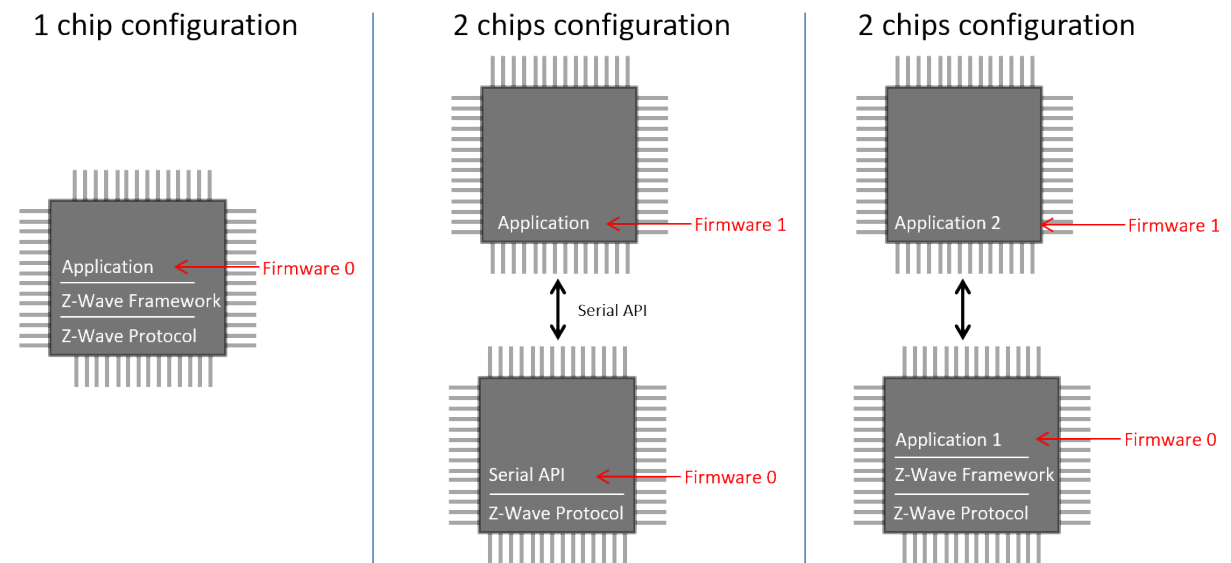 1 chip configuration
Application
Firmware 0
Z-Wave Framework
Z-Wave Protocol
2 chips configuration
Application
Firmware 1
Serial API
Serial API
Firmware 0
Z-Wave Protocol
2 chips configuration
Application 2
Firmware 1
Application 1
Firmware 0
Z-Wave Framework
Z-Wave Protocol